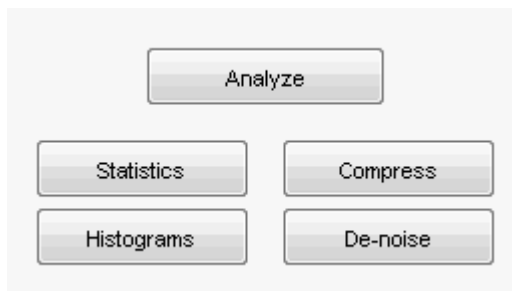 Analyze
Statistics
Compress
Histograms
De-noise